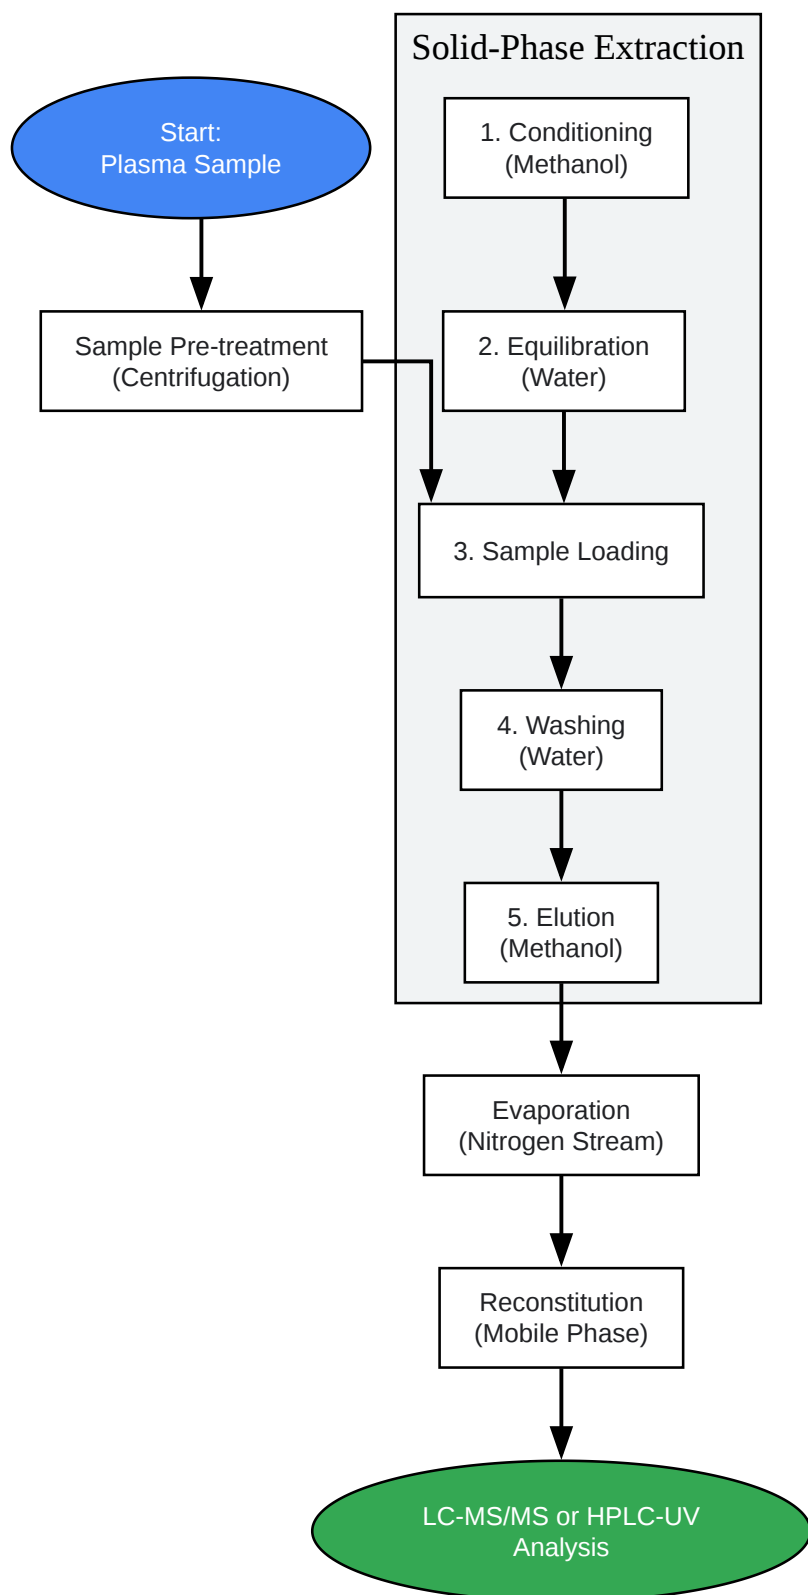 Solid-Phase Extraction
Start:
Plasma Sample
1. Conditioning
(Methanol)
Sample Pre-treatment
(Centrifugation)
2. Equilibration
(Water)
3. Sample Loading
4. Washing
(Water)
5. Elution
(Methanol)
Evaporation
(Nitrogen Stream)
Reconstitution
(Mobile Phase)
LC-MS/MS or HPLC-UV
Analysis